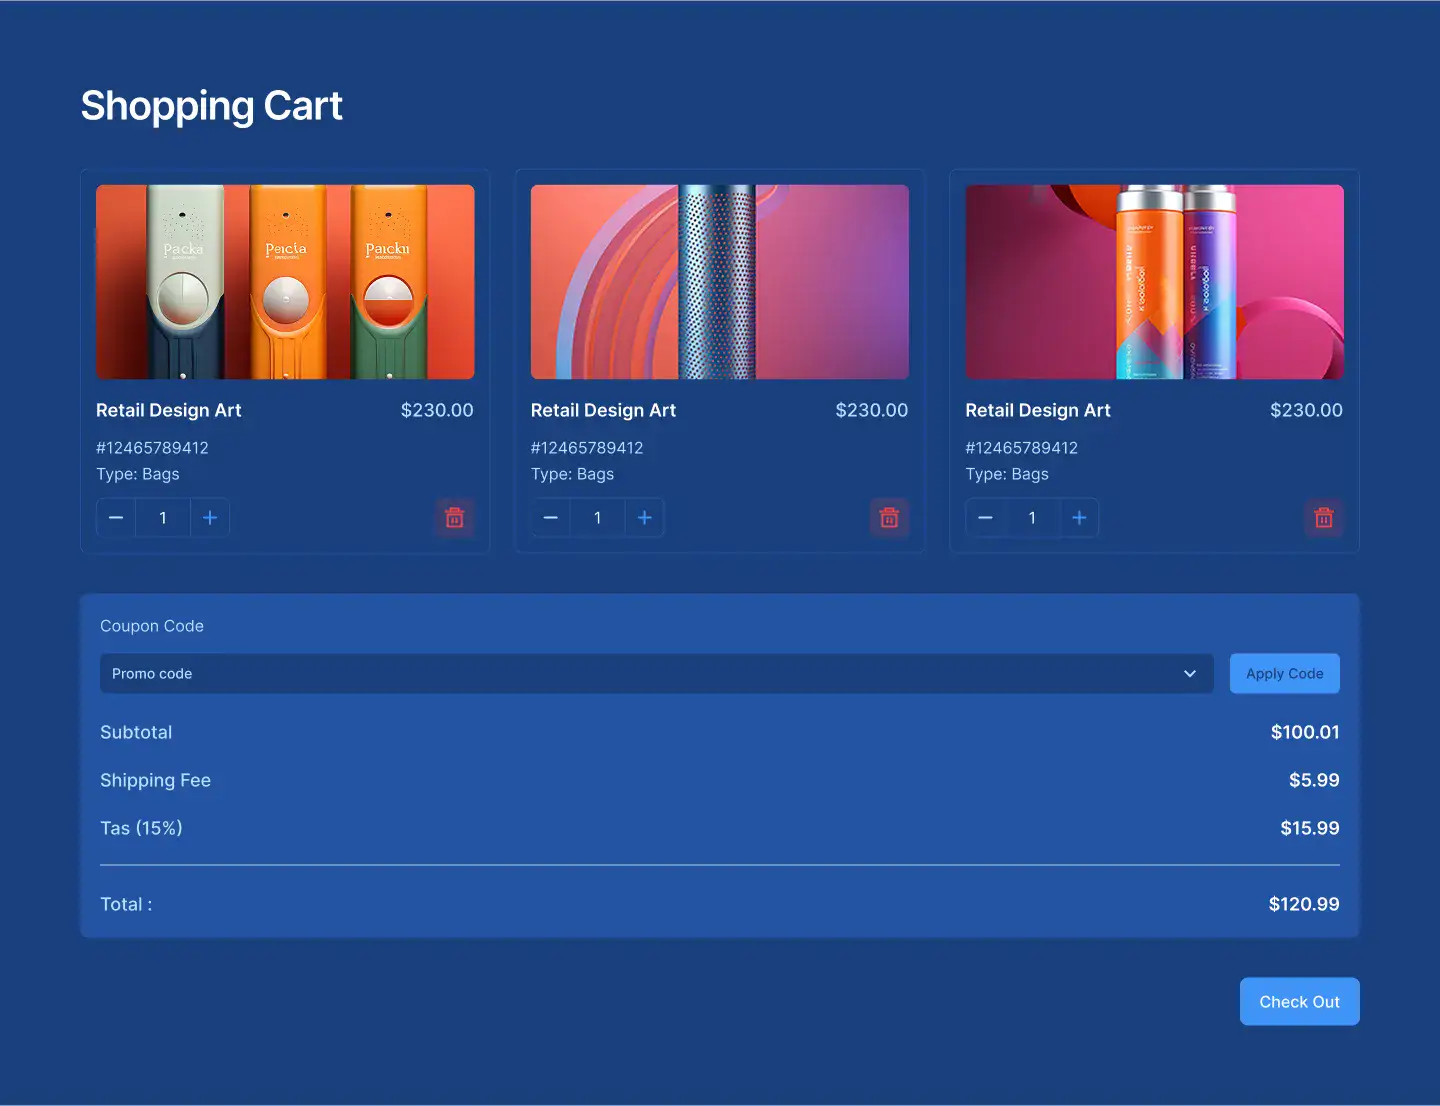 Shopping Cart
Packa
Peicta
Paickn
Retail Design Art $230.00
#12465789412
Type: Bags
1
Retail Design Art $230.00
#12465789412
Type: Bags
1
Retail Design Art $230.00
#12465789412
Type: Bags
1
Coupon Code
Promo code
Apply Code
Subtotal $100.01
Shipping Fee $5.99
Tas (15%) $15.99
Total : $120.99
Check Out